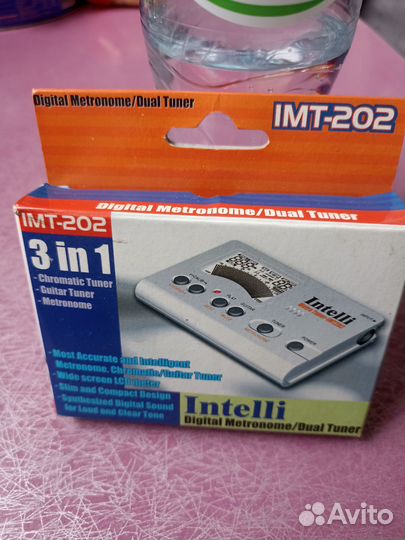 Digital Metronome/Dual Tuner
IMT-202
Digital Metronome/Dual Tuner
IMT-202
3 in 1
- Chromatic Tuner
- Guitar Tuner
- Metronome
Intelli
- Most Accurate and Intelligent
Metronome, Chromatic/Guitar Tuner
- Wide screen LCD meter
- Slim and Compact Design
- Synthesized Digital Sound
for Loud and Clear Tone
Intelli
Digital Metronome/Dual Tuner
Avito